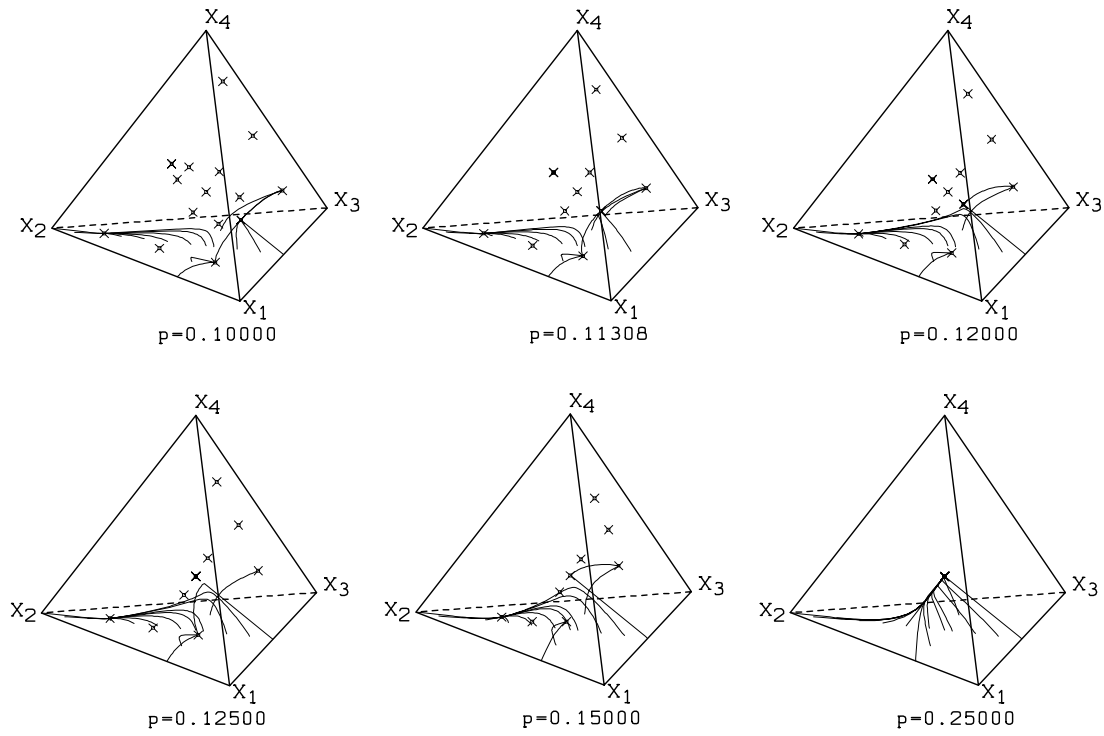 X4
X2
X3
X1
p=0.10000
X4
X2
X3
X1
p=0.11308
X4
X2
X3
X1
p=0.12000
X4
X2
X3
X1
p=0.12500
X4
X2
X3
X1
p=0.15000
X4
X2
X3
X1
p=0.25000